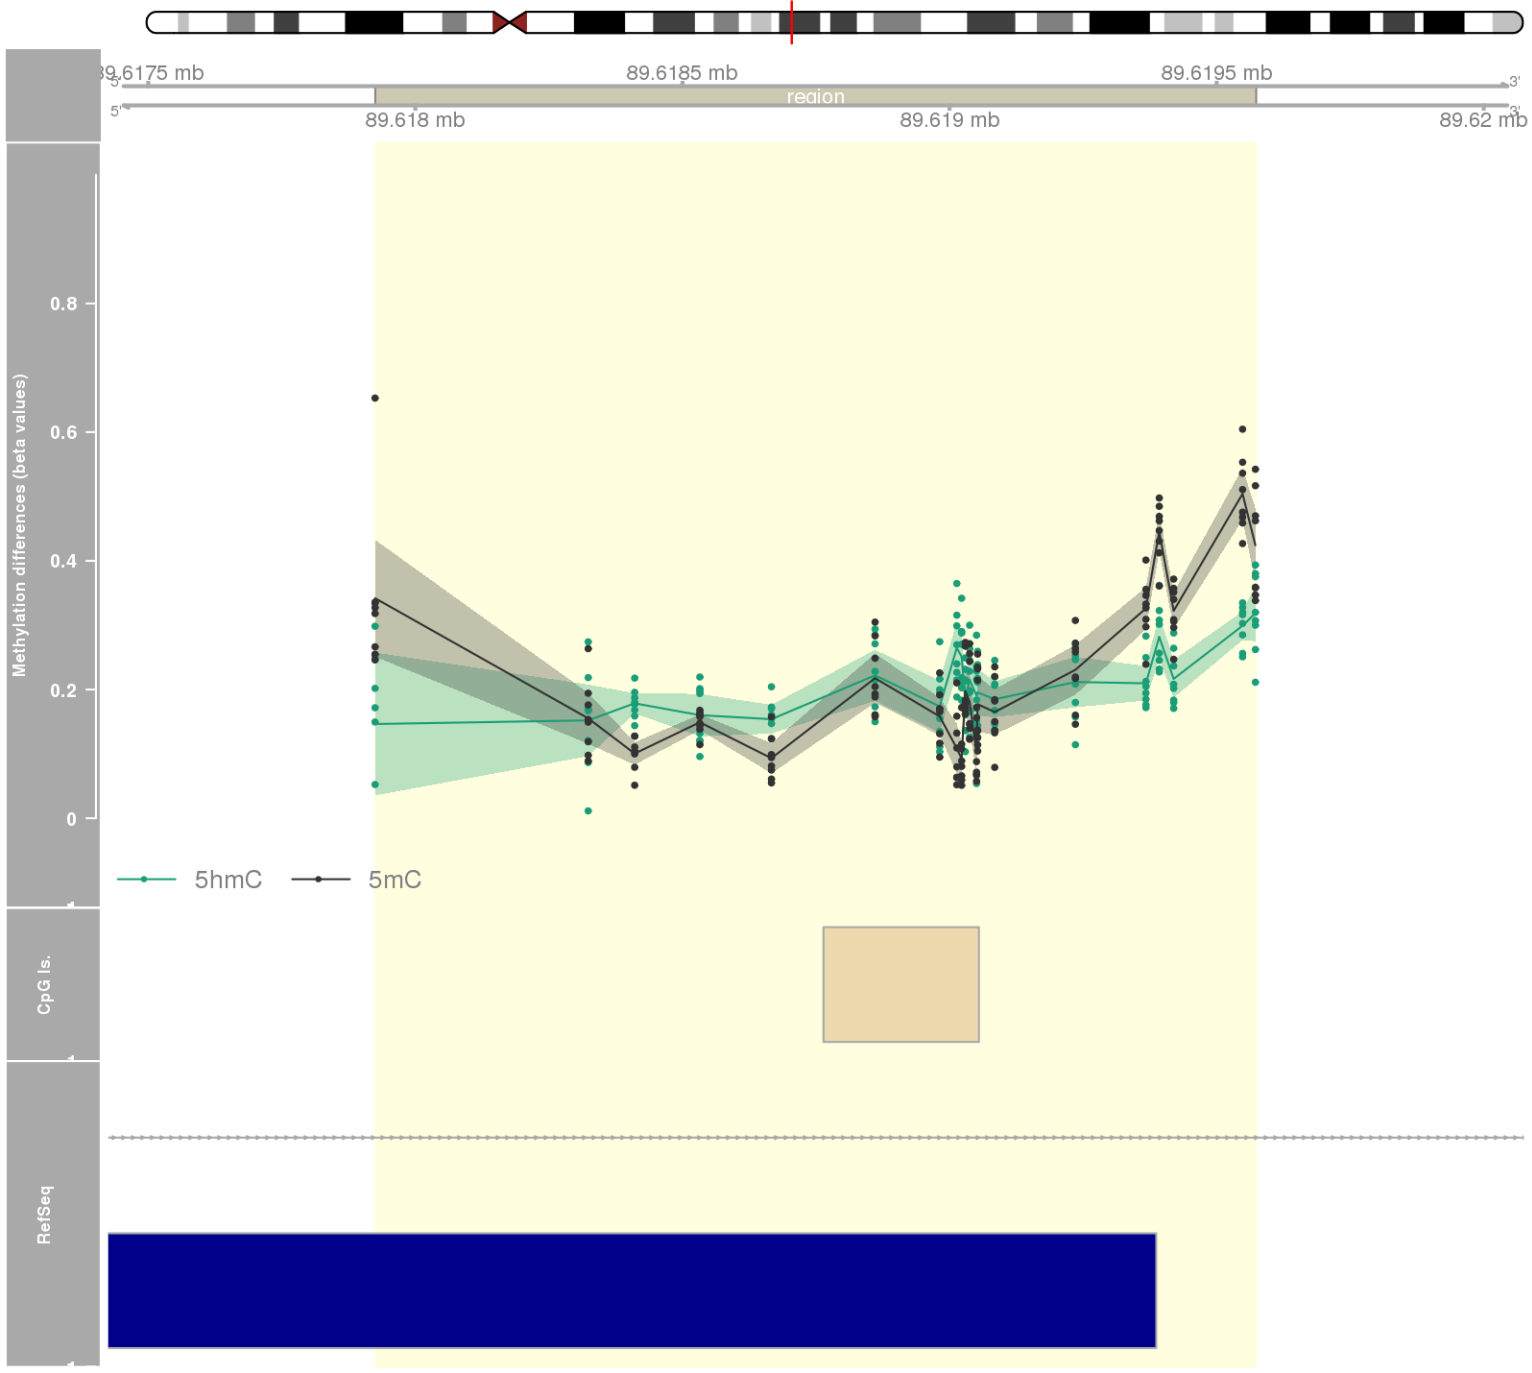 89.6175 mb
89.6185 mb
89.6195 mb
5'
3'
region
5'
3'
89.618 mb
89.619 mb
89.62 mb
Methylation differences (beta values)
0.8
0.6
0.4
0.2
0
5hmC
5mC
CpG Is.
RefSeq